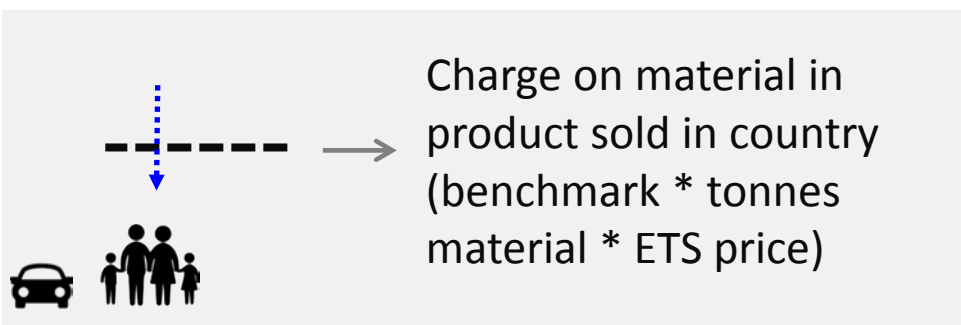 Charge on material in
product sold in country
(benchmark * tonnes
material * ETS price)